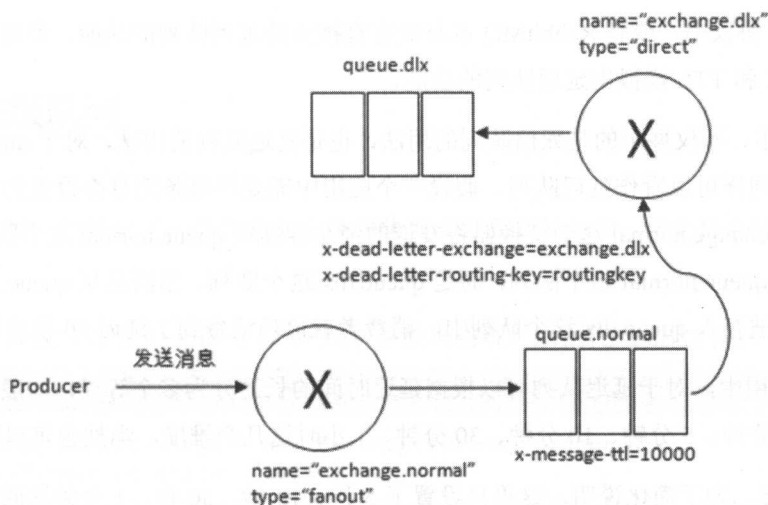 name="exchange.dlx"
type="direct"
queue.dlx
X
x-dead-letter-exchange=exchange.dlx
x-dead-letter-routing-key=routingkey
发送消息
queue.normal
Producer
X
x-message-ttl=10000
name="exchange.normal"
type="fanout"